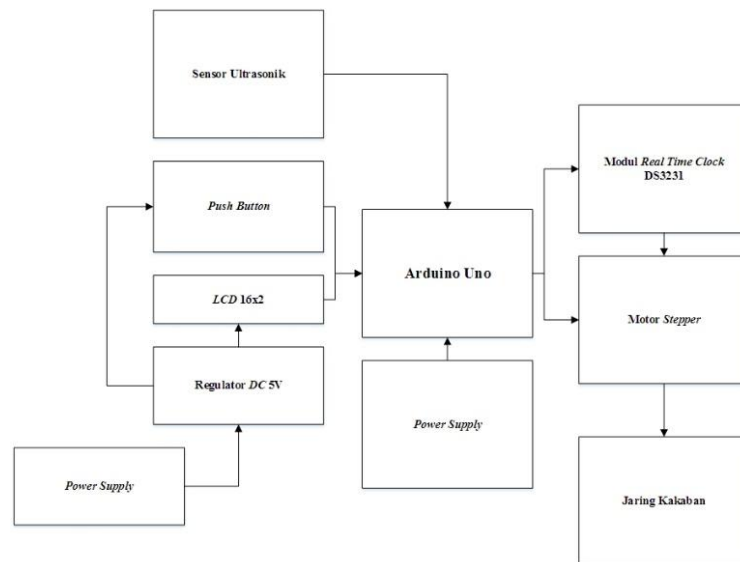 Sensor Ultrasonik
Modul Real Time Clock
DS3231
Push Button
Arduino Uno
LCD 16x2
Motor Stepper
Regulator DC 5V
Power Supply
Power Supply
Jaring Kakaban